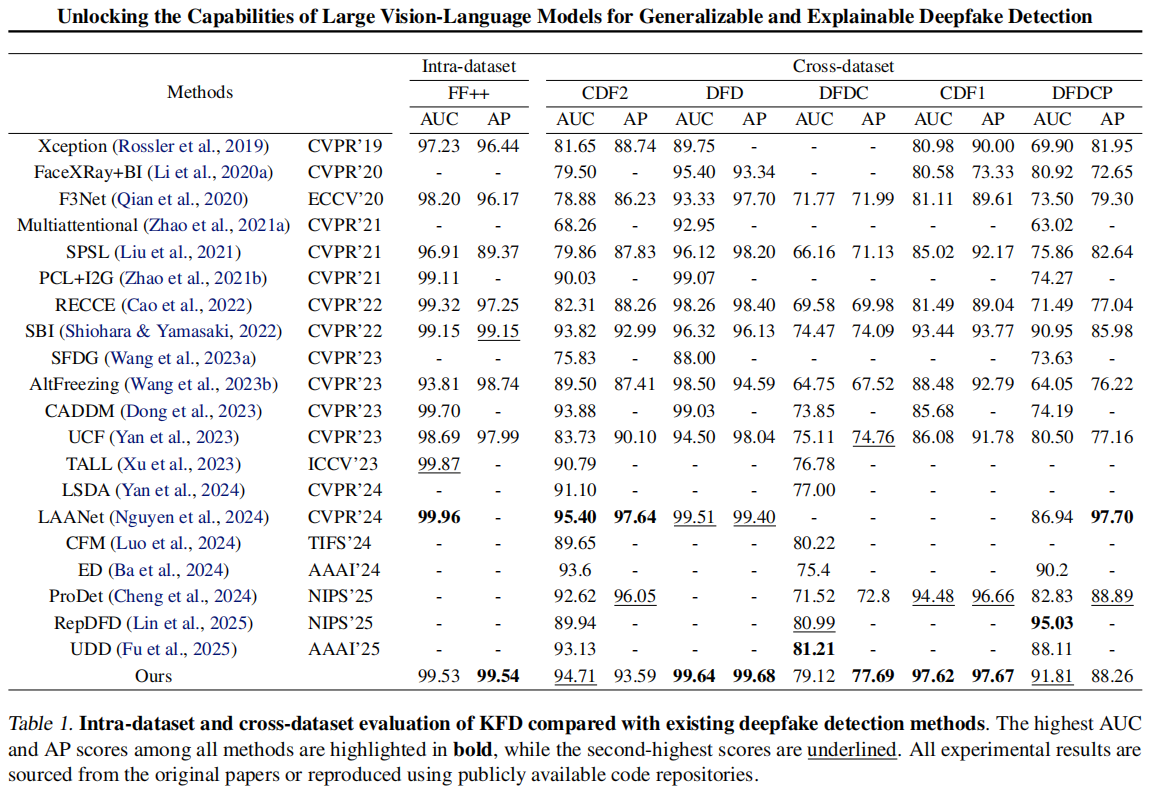 Unlocking the Capabilities of Large Vision-Language Models for Generalizable and Explainable Deepfake Detection
Intra-dataset Cross-dataset
Methods FF++ CDF2 DFD DFDC CDF1 DFDCP
AUC AP AUC AP AUC AP AUC AP AUC AP AUC AP
Xception (Rossler et al., 2019) CVPR'19 97.23 96.44 81.65 88.74 89.75 - - - 80.98 90.00 69.90 81.95
FaceXRay+BI (Li et al., 2020a) CVPR'20 - - 79.50 - 95.40 93.34 - - 80.58 73.33 80.92 72.65
F3Net (Qian et al., 2020) ECCV'20 98.20 96.17 78.88 86.23 93.33 97.70 71.77 71.99 81.11 89.61 73.50 79.30
Multiattentional (Zhao et al., 2021a) CVPR'21 - - 68.26 - 92.95 - - - - - 63.02 -
SPSL (Liu et al., 2021) CVPR'21 96.91 89.37 79.86 87.83 96.12 98.20 66.16 71.13 85.02 92.17 75.86 82.64
PCL+I2G (Zhao et al., 2021b) CVPR'21 99.11 - 90.03 - 99.07 - - - - - 74.27 -
RECCE (Cao et al., 2022) CVPR'22 99.32 97.25 82.31 88.26 98.26 98.40 69.58 69.98 81.49 89.04 71.49 77.04
SBI (Shiohara & Yamasaki, 2022) CVPR'22 99.15 99.15 93.82 92.99 96.32 96.13 74.47 74.09 93.44 93.77 90.95 85.98
SFDG (Wang et al., 2023a) CVPR'23 - - 75.83 - 88.00 - - - - - 73.63 -
AltFreezing (Wang et al., 2023b) CVPR'23 93.81 98.74 89.50 87.41 98.50 94.59 64.75 67.52 88.48 92.79 64.05 76.22
CADDM (Dong et al., 2023) CVPR'23 99.70 - 93.88 - 99.03 - 73.85 - 85.68 - 74.19 -
UCF (Yan et al., 2023) CVPR'23 98.69 97.99 83.73 90.10 94.50 98.04 75.11 74.76 86.08 91.78 80.50 77.16
TALL (Xu et al., 2023) ICCV'23 99.87 - 90.79 - - - 76.78 - - - - -
LSDA (Yan et al., 2024) CVPR'24 - - 91.10 - - - 77.00 - - - - -
LAANet (Nguyen et al., 2024) CVPR'24 99.96 - 95.40 97.64 99.51 99.40 - - - - 86.94 97.70
CFM (Luo et al., 2024) TIFS'24 - - 89.65 - - - 80.22 - - - - -
ED (Ba et al., 2024) AAAI'24 - - 93.6 - - - 75.4 - - - 90.2 -
ProDet (Cheng et al., 2024) NIPS'25 - - 92.62 96.05 - - 71.52 72.8 94.48 96.66 82.83 88.89
RepDFD (Lin et al., 2025) NIPS'25 - - 89.94 - - - 80.99 - - - 95.03 -
UDD (Fu et al., 2025) AAAI'25 - - 93.13 - - - 81.21 - - - 88.11 -
Ours 99.53 99.54 94.71 93.59 99.64 99.68 79.12 77.69 97.62 97.67 91.81 88.26
Table 1. Intra-dataset and cross-dataset evaluation of KFD compared with existing deepfake detection methods. The highest AUC
and AP scores among all methods are highlighted in bold, while the second-highest scores are underlined. All experimental results are
sourced from the original papers or reproduced using publicly available code repositories.